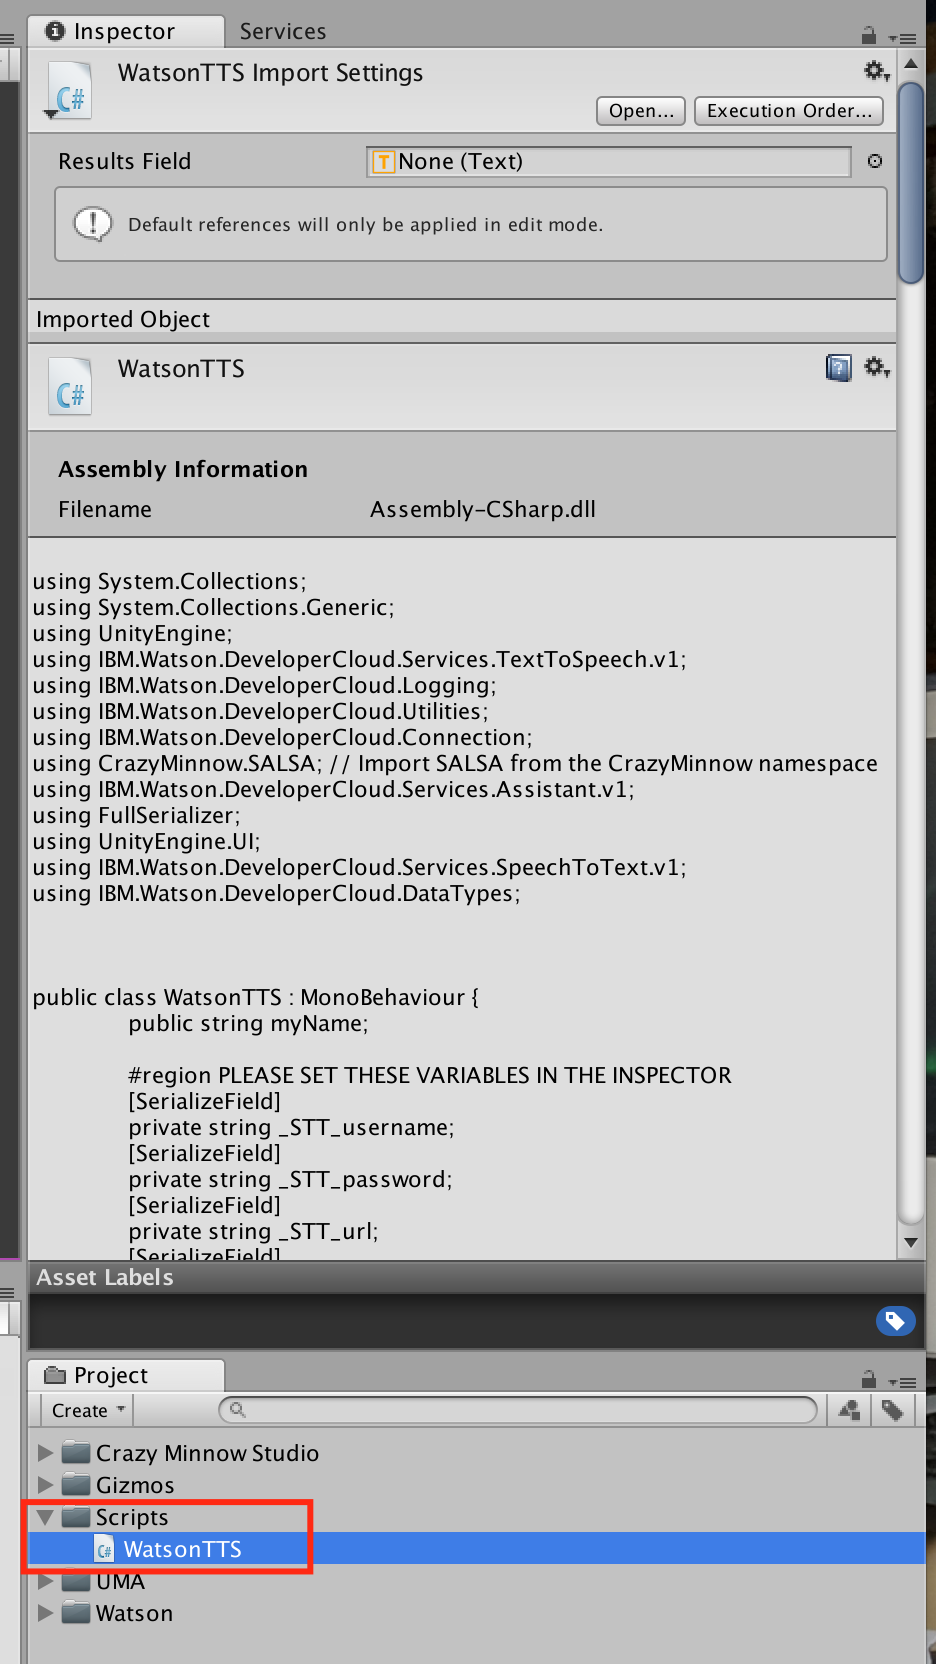 Inspector
Services
C#
WatsonTTS Import Settings
Open...
Execution Order...
Results Field
T None (Text)
! Default references will only be applied in edit mode.
Imported Object
C#
WatsonTTS
?
Assembly Information
Filename Assembly-CSharp.dll
using System.Collections;
using System.Collections.Generic;
using UnityEngine;
using IBM.Watson.DeveloperCloud.Services.TextToSpeech.v1;
using IBM.Watson.DeveloperCloud.Logging;
using IBM.Watson.DeveloperCloud.Utilities;
using IBM.Watson.DeveloperCloud.Connection;
using CrazyMinnow.SALSA; // Import SALSA from the CrazyMinnow namespace
using IBM.Watson.DeveloperCloud.Services.Assistant.v1;
using FullSerializer;
using UnityEngine.UI;
using IBM.Watson.DeveloperCloud.Services.SpeechToText.v1;
using IBM.Watson.DeveloperCloud.DataTypes;
public class WatsonTTS : MonoBehaviour {
public string myName;
#region PLEASE SET THESE VARIABLES IN THE INSPECTOR
[SerializeField]
private string _STT_username;
[SerializeField]
private string _STT_password;
[SerializeField]
private string _STT_url;
[SerializeField]
Asset Labels
Project
Create
Crazy Minnow Studio
Gizmos
Scripts
C# WatsonTTS
UMA
Watson